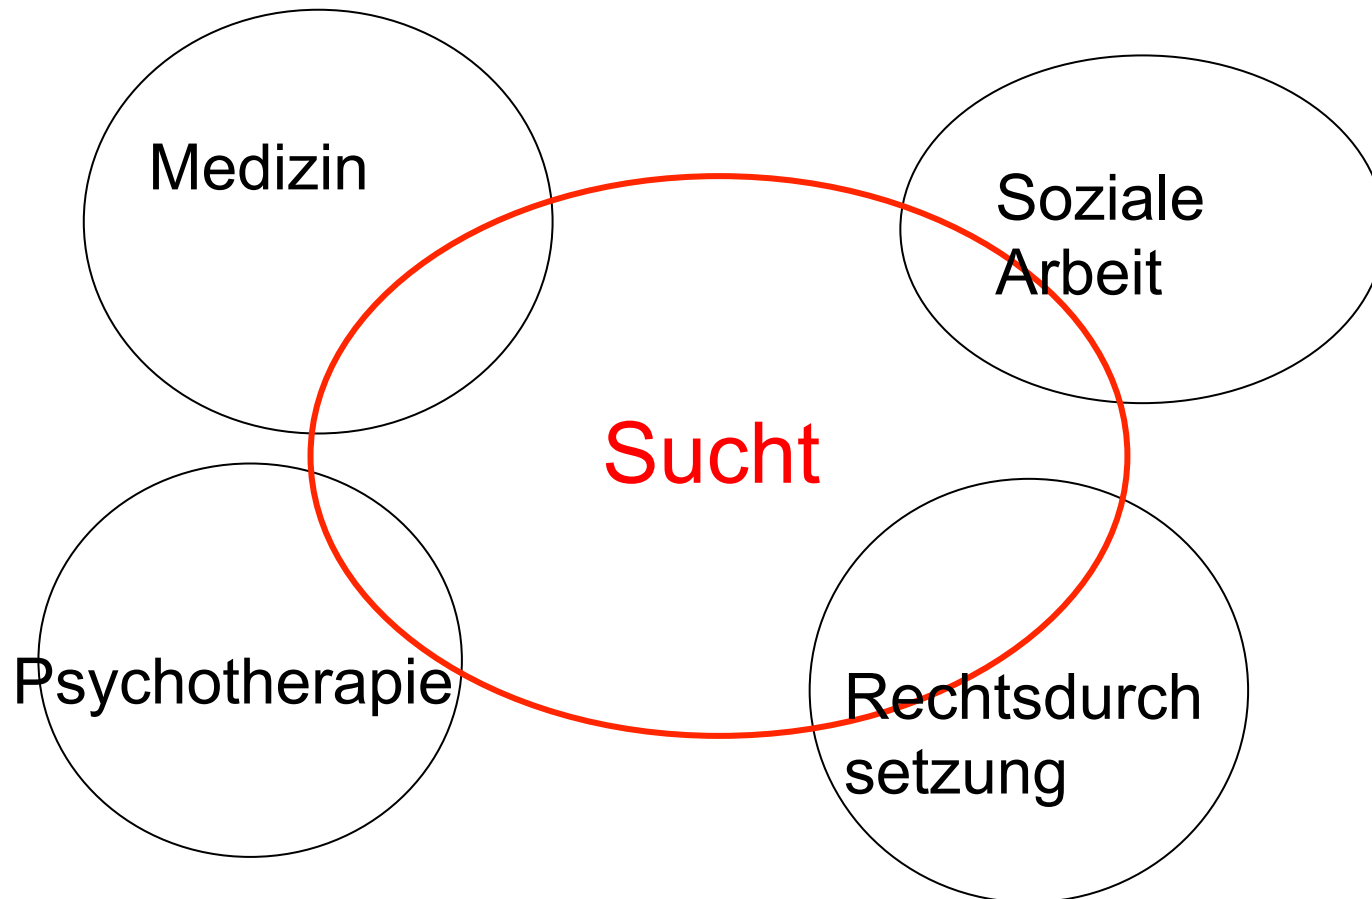 Medizin
Soziale
Arbeit
Sucht
Psychotherapie
Rechtsdurch
setzung